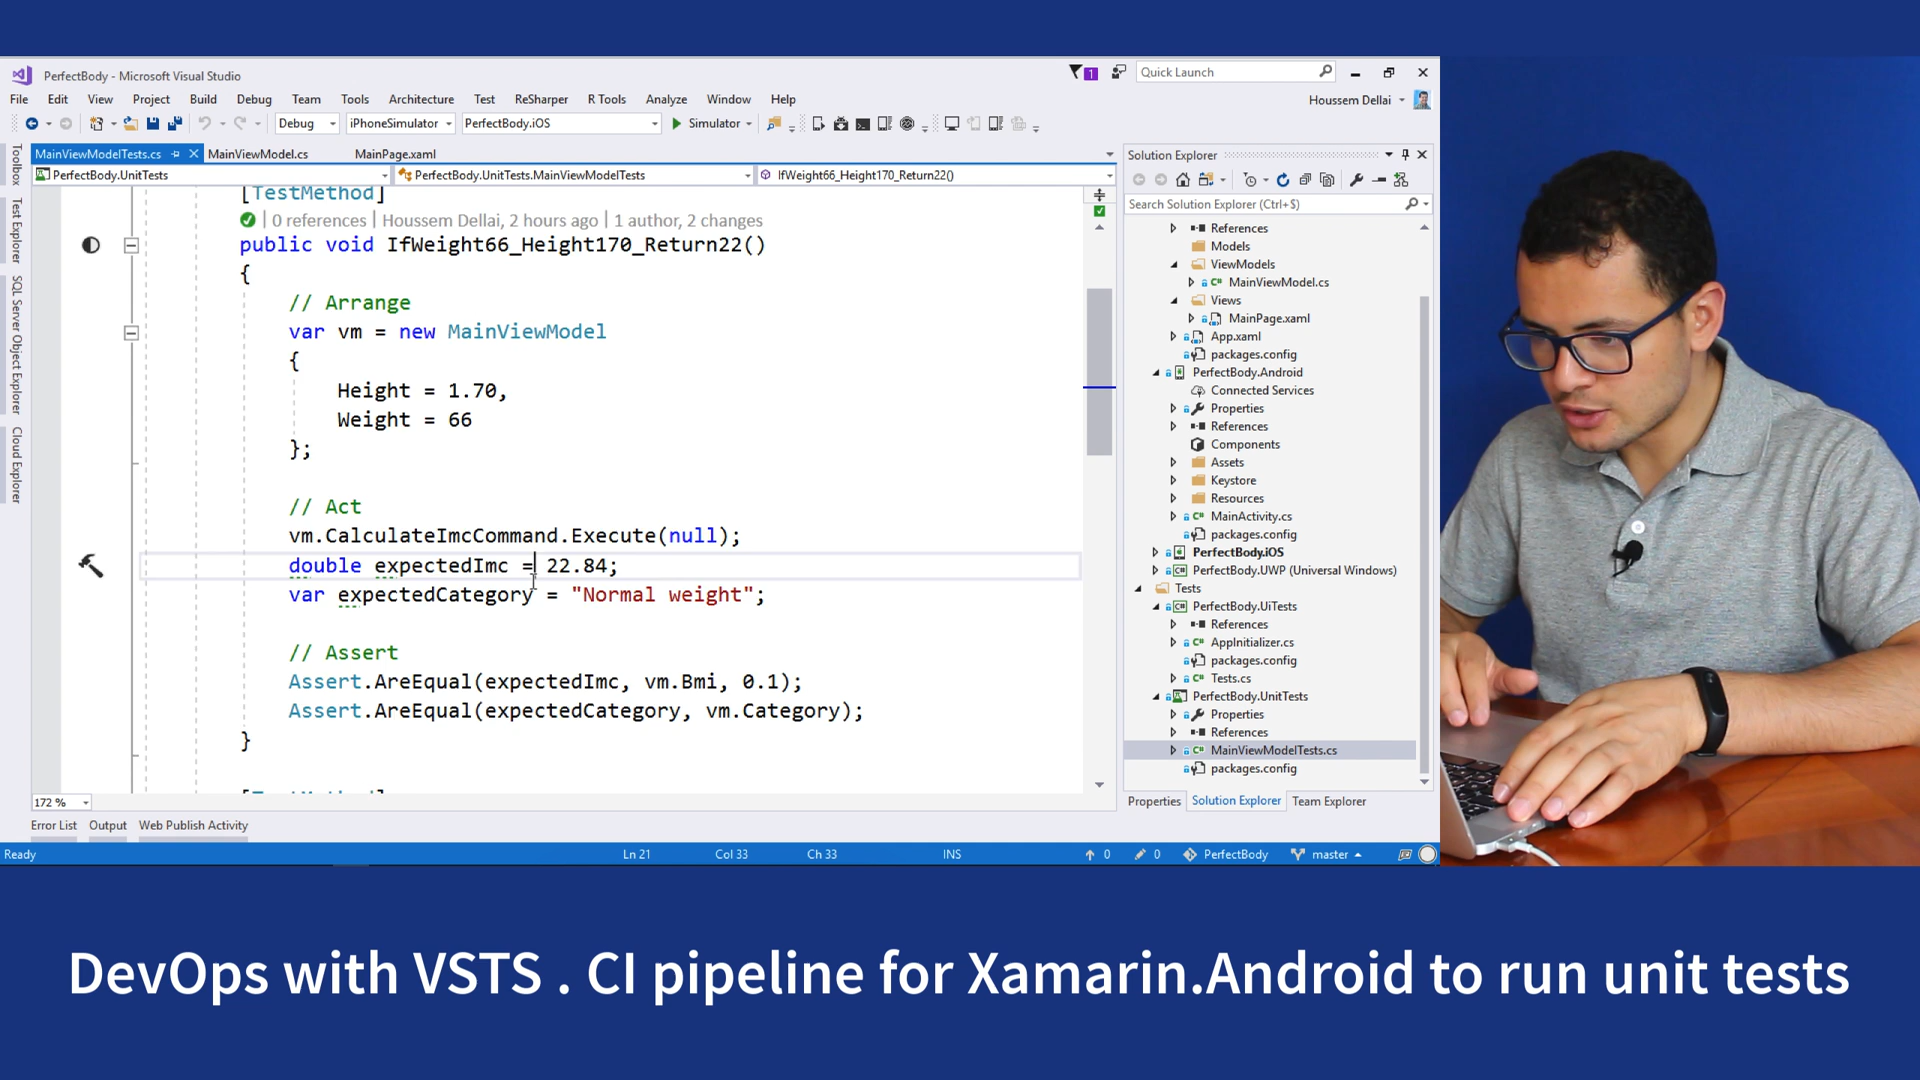 PerfectBody - Microsoft Visual Studio
1
Quick Launch
File Edit View Project Build Debug Team Tools Architecture Test ReSharper R Tools Analyze Window Help
Houssem Dellai
Debug iPhoneSimulator PerfectBody.iOS Simulator
MainViewModelTests.cs MainViewModel.cs MainPage.xaml
PerfectBody.UnitTests PerfectBody.UnitTests.MainViewModelTests IfWeight66_Height170_Return22()
Toolbox
Test Explorer
SQL Server Object Explorer
Cloud Explorer
[TestMethod]
0 references | Houssem Dellai, 2 hours ago | 1 author, 2 changes
public void IfWeight66_Height170_Return22()
{
// Arrange
var vm = new MainViewModel
{
Height = 1.70,
Weight = 66
};
// Act
vm.CalculateImcCommand.Execute(null);
double expectedImc = 22.84;
var expectedCategory = "Normal weight";
// Assert
Assert.AreEqual(expectedImc, vm.Bmi, 0.1);
Assert.AreEqual(expectedCategory, vm.Category);
}
172 %
Solution Explorer
Search Solution Explorer (Ctrl+$)
References
Models
ViewModels
C# MainViewModel.cs
Views
MainPage.xaml
App.xaml
packages.config
PerfectBody.Android
Connected Services
Properties
References
Components
Assets
Keystore
Resources
C# MainActivity.cs
packages.config
PerfectBody.iOS
C# PerfectBody.UWP (Universal Windows)
Tests
C# PerfectBody.UiTests
References
C# AppInitializer.cs
packages.config
C# Tests.cs
PerfectBody.UnitTests
Properties
References
C# MainViewModelTests.cs
packages.config
Properties Solution Explorer Team Explorer
Error List Output Web Publish Activity
Ready Ln 21 Col 33 Ch 33 INS 0 0 PerfectBody master
DevOps with VSTS . CI pipeline for Xamarin.Android to run unit tests